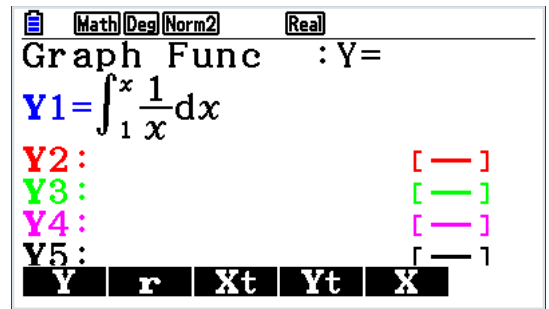 Math Deg Norm2 Real
Graph Func :Y=
Y1=∫₁ˣ 1/x dx
Y2: [—]
Y3: [—]
Y4: [—]
Y5: [—]
Y r Xt Yt X